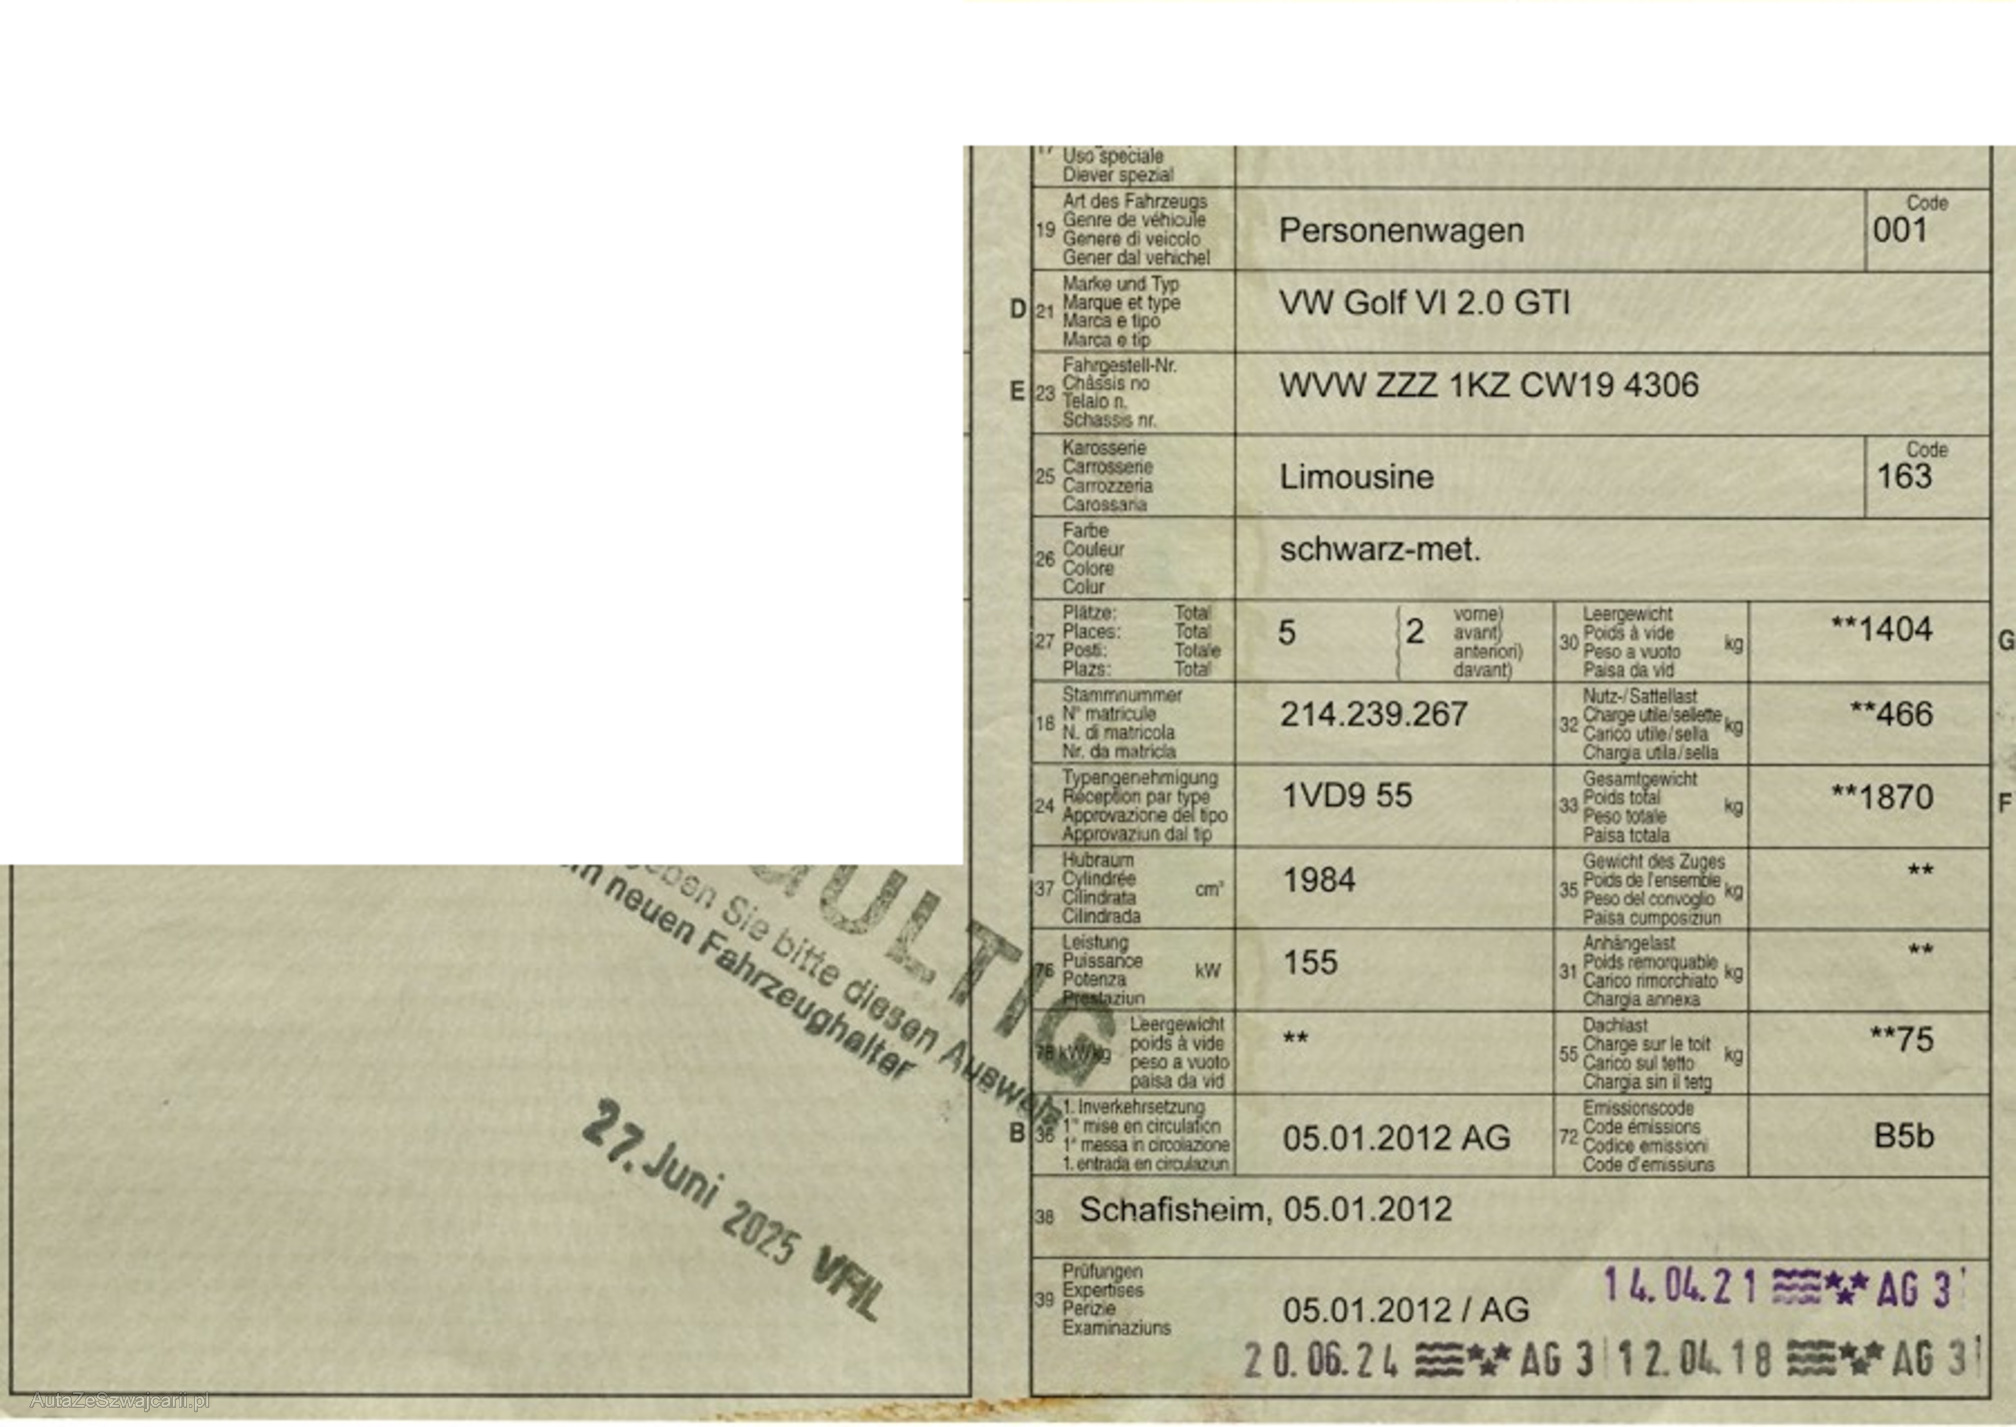 17 Uso speciale
Diever spezial
19 Art des Fahrzeugs
Genre de véhicule
Genere di veicolo
Gener dal vehichel
Personenwagen
Code
001
D 21 Marke und Typ
Marque et type
Marca e tipo
Marca e tip
VW Golf VI 2.0 GTI
E 23 Fahrgestell-Nr.
Châssis no
Telaio n.
Schassis nr.
WVW ZZZ 1KZ CW19 4306
25 Karosserie
Carrosserie
Carrozzeria
Carossaria
Limousine
Code
163
26 Farbe
Couleur
Colore
Colur
schwarz-met.
27 Plätze: Total
Places: Total
Posti: Totale
Plazs: Total
5 ( 2 vorne)
avant)
anteriori)
davant)
30 Leergewicht
Poids à vide kg
Peso a vuoto
Paisa da vid
**1404
G
18 Stammnummer
N° matricule
N. di matricola
Nr. da matricla
214.239.267
32 Nutz-/Sattellast
Charge utile/sellette kg
Carico utile/sella
Chargia utila/sella
**466
24 Typengenehmigung
Réception par type
Approvazione del tipo
Approvaziun dal tip
1VD9 55
33 Gesamtgewicht
Poids total kg
Peso totale
Paisa totala
**1870
F
37 Hubraum
Cylindrée cm³
Cilindrata
Cilindrada
1984
35 Gewicht des Zuges
Poids de l'ensemble kg
Peso del convoglio
Paisa cumposiziun
**
76 Leistung
Puissance kW
Potenza
Prestaziun
155
31 Anhängelast
Poids remorquable kg
Carico rimorchiato
Chargia annexa
**
78 kW/kg Leergewicht
poids à vide
peso a vuoto
paisa da vid
**
55 Dachlast
Charge sur le toit kg
Carico sul tetto
Chargia sin il tetg
**75
B 36 1. Inverkehrsetzung
1re mise en circulation
1a messa in circolazione
1. entrada en circulaziun
05.01.2012 AG
72 Emissionscode
Code émissions
Codice emissioni
Code d'emissiuns
B5b
38 Schafisheim, 05.01.2012
39 Prüfungen
Expertises
Perizie
Examinaziuns
05.01.2012 / AG
14.04.21 AG 3
20.06.24 AG 3
12.04.18 AG 3
ÜLTIG
geben Sie bitte diesen Ausweis
neuen Fahrzeughalter
27. Juni 2025 VFIL
AutaZeSzwajcarii.pl